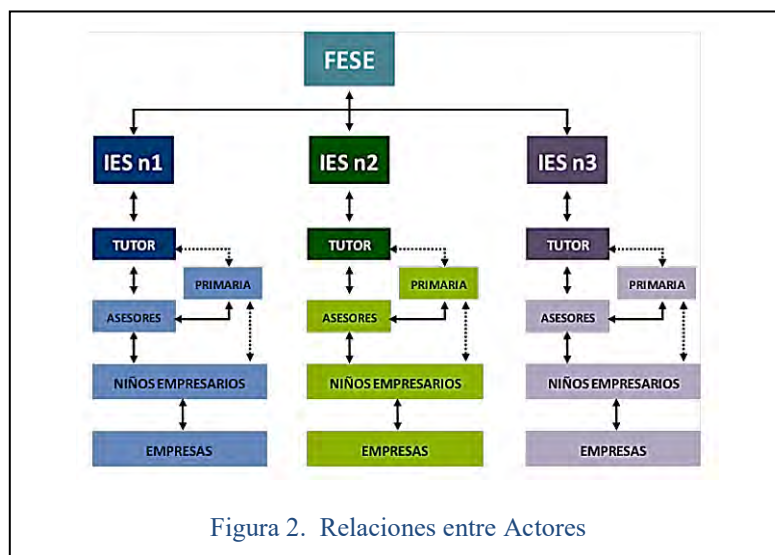 FESE
IES n1
IES n2
IES n3
TUTOR
TUTOR
TUTOR
PRIMARIA
PRIMARIA
PRIMARIA
ASESORES
ASESORES
ASESORES
NIÑOS EMPRESARIOS
NIÑOS EMPRESARIOS
NIÑOS EMPRESARIOS
EMPRESAS
EMPRESAS
EMPRESAS
Figura 2. Relaciones entre Actores